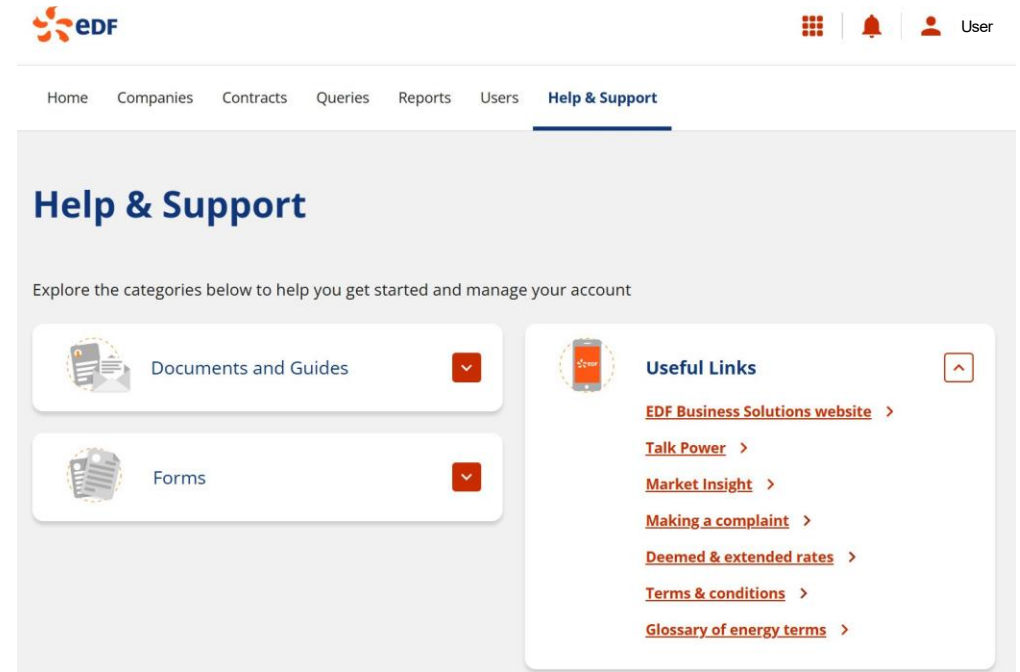 eDF
User
Home Companies Contracts Queries Reports Users Help & Support
Help & Support
Explore the categories below to help you get started and manage your account
Documents and Guides
Forms
eDF
Useful Links
EDF Business Solutions website
Talk Power
Market Insight
Making a complaint
Deemed & extended rates
Terms & conditions
Glossary of energy terms